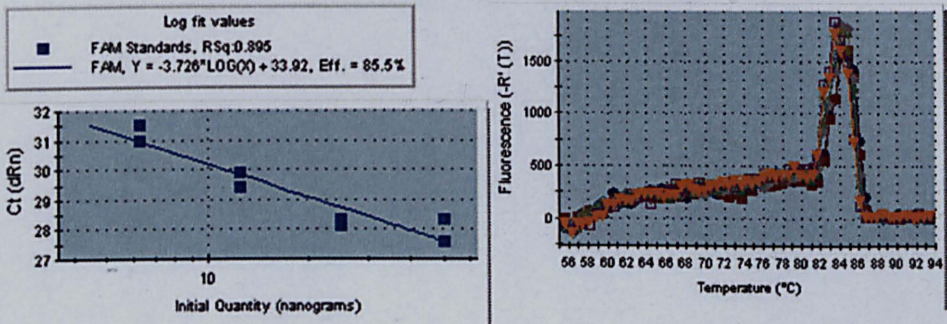 Log fit values
FAM Standards, RSq:0.895
FAM, Y = -3.726*LOG(X) + 33.92, Eff. = 85.5%
Ct (dRn)
32
31
30
29
28
27
10
Initial Quantity (nanograms)
Fluorescence (-R' (T))
1500
1000
500
0
56 58 60 62 64 66 68 70 72 74 76 78 80 82 84 86 88 90 92 94
Temperature (°C)